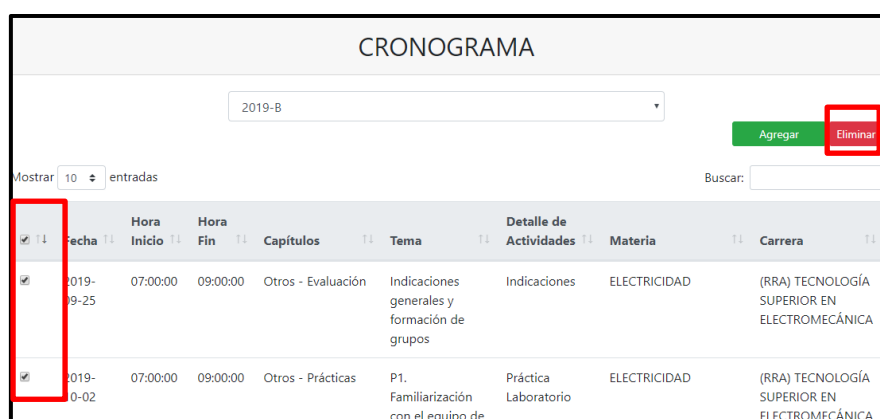 CRONOGRAMA
2019-B
Agregar Eliminar
Mostrar 10 entradas Buscar:
Fecha Hora Inicio Hora Fin Capítulos Tema Detalle de Actividades Materia Carrera
2019- 07:00:00 09:00:00 Otros - Evaluación Indicaciones Indicaciones ELECTRICIDAD (RRA) TECNOLOGÍA
09-25 generales y SUPERIOR EN
formación de ELECTROMECÁNICA
grupos
2019- 07:00:00 09:00:00 Otros - Prácticas P1. Práctica ELECTRICIDAD (RRA) TECNOLOGÍA
10-02 Familiarización Laboratorio SUPERIOR EN
con el equipo de ELECTROMECÁNICA